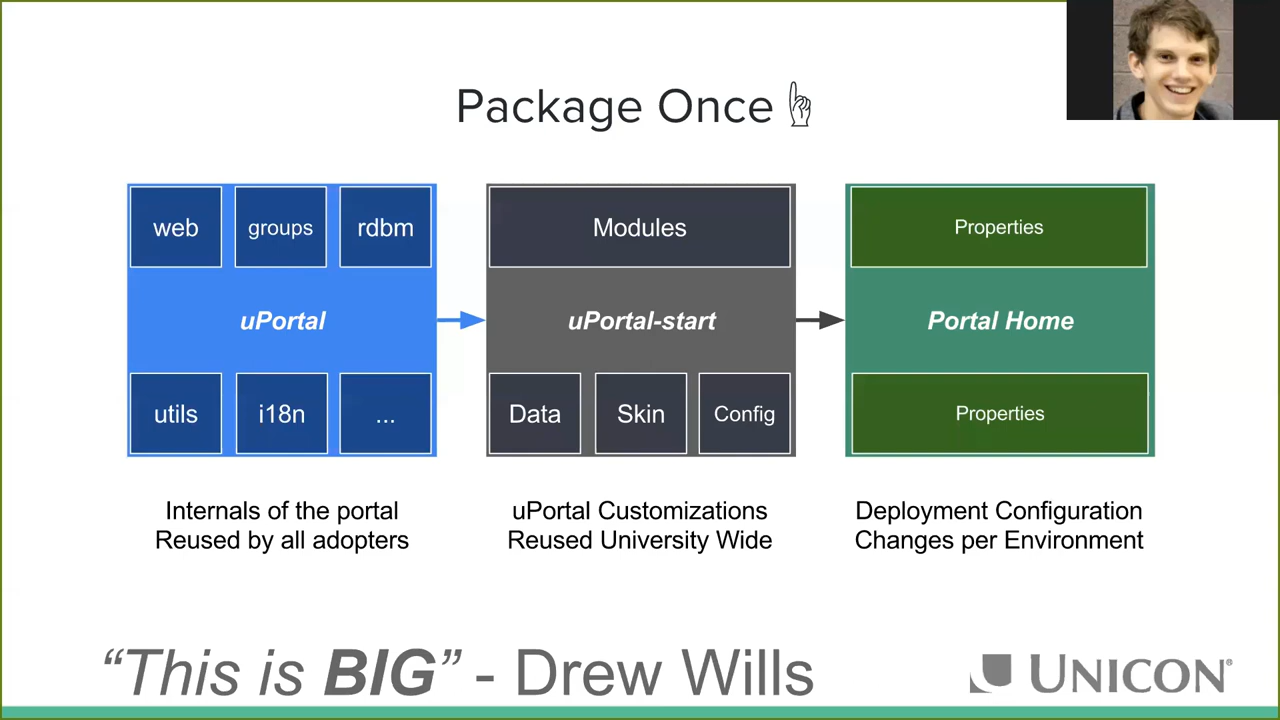 Package Once ☝
web groups rdbm
uPortal
utils i18n ...
Internals of the portal
Reused by all adopters
Modules
uPortal-start
Data Skin Config
uPortal Customizations
Reused University Wide
Properties
Portal Home
Properties
Deployment Configuration
Changes per Environment
“This is BIG” - Drew Wills
UNICON®